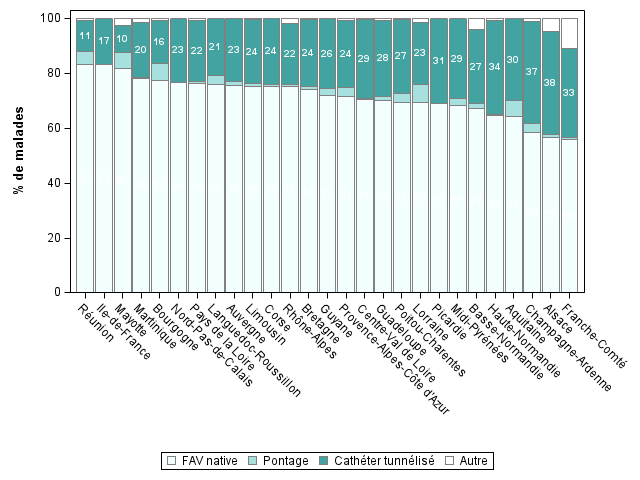 % de malades
100
80
60
40
20
0
11 17 10 20 16 23 22 21 23 24 24 22 24 26 24 29 28 27 23 31 29 27 34 30 37 38 33
Réunion
Ile-de-France
Mayotte
Martinique
Bourgogne
Nord-Pas-de-Calais
Pays de la Loire
Languedoc-Roussillon
Auvergne
Limousin
Corse
Rhône-Alpes
Bretagne
Guyane
Provence-Alpes-Côte d'Azur
Centre-Val de Loire
Guadeloupe
Poitou-Charentes
Lorraine
Picardie
Midi-Pyrénées
Basse-Normandie
Haute-Normandie
Aquitaine
Champagne-Ardenne
Alsace
Franche-Comté
FAV native Pontage Cathéter tunnélisé Autre